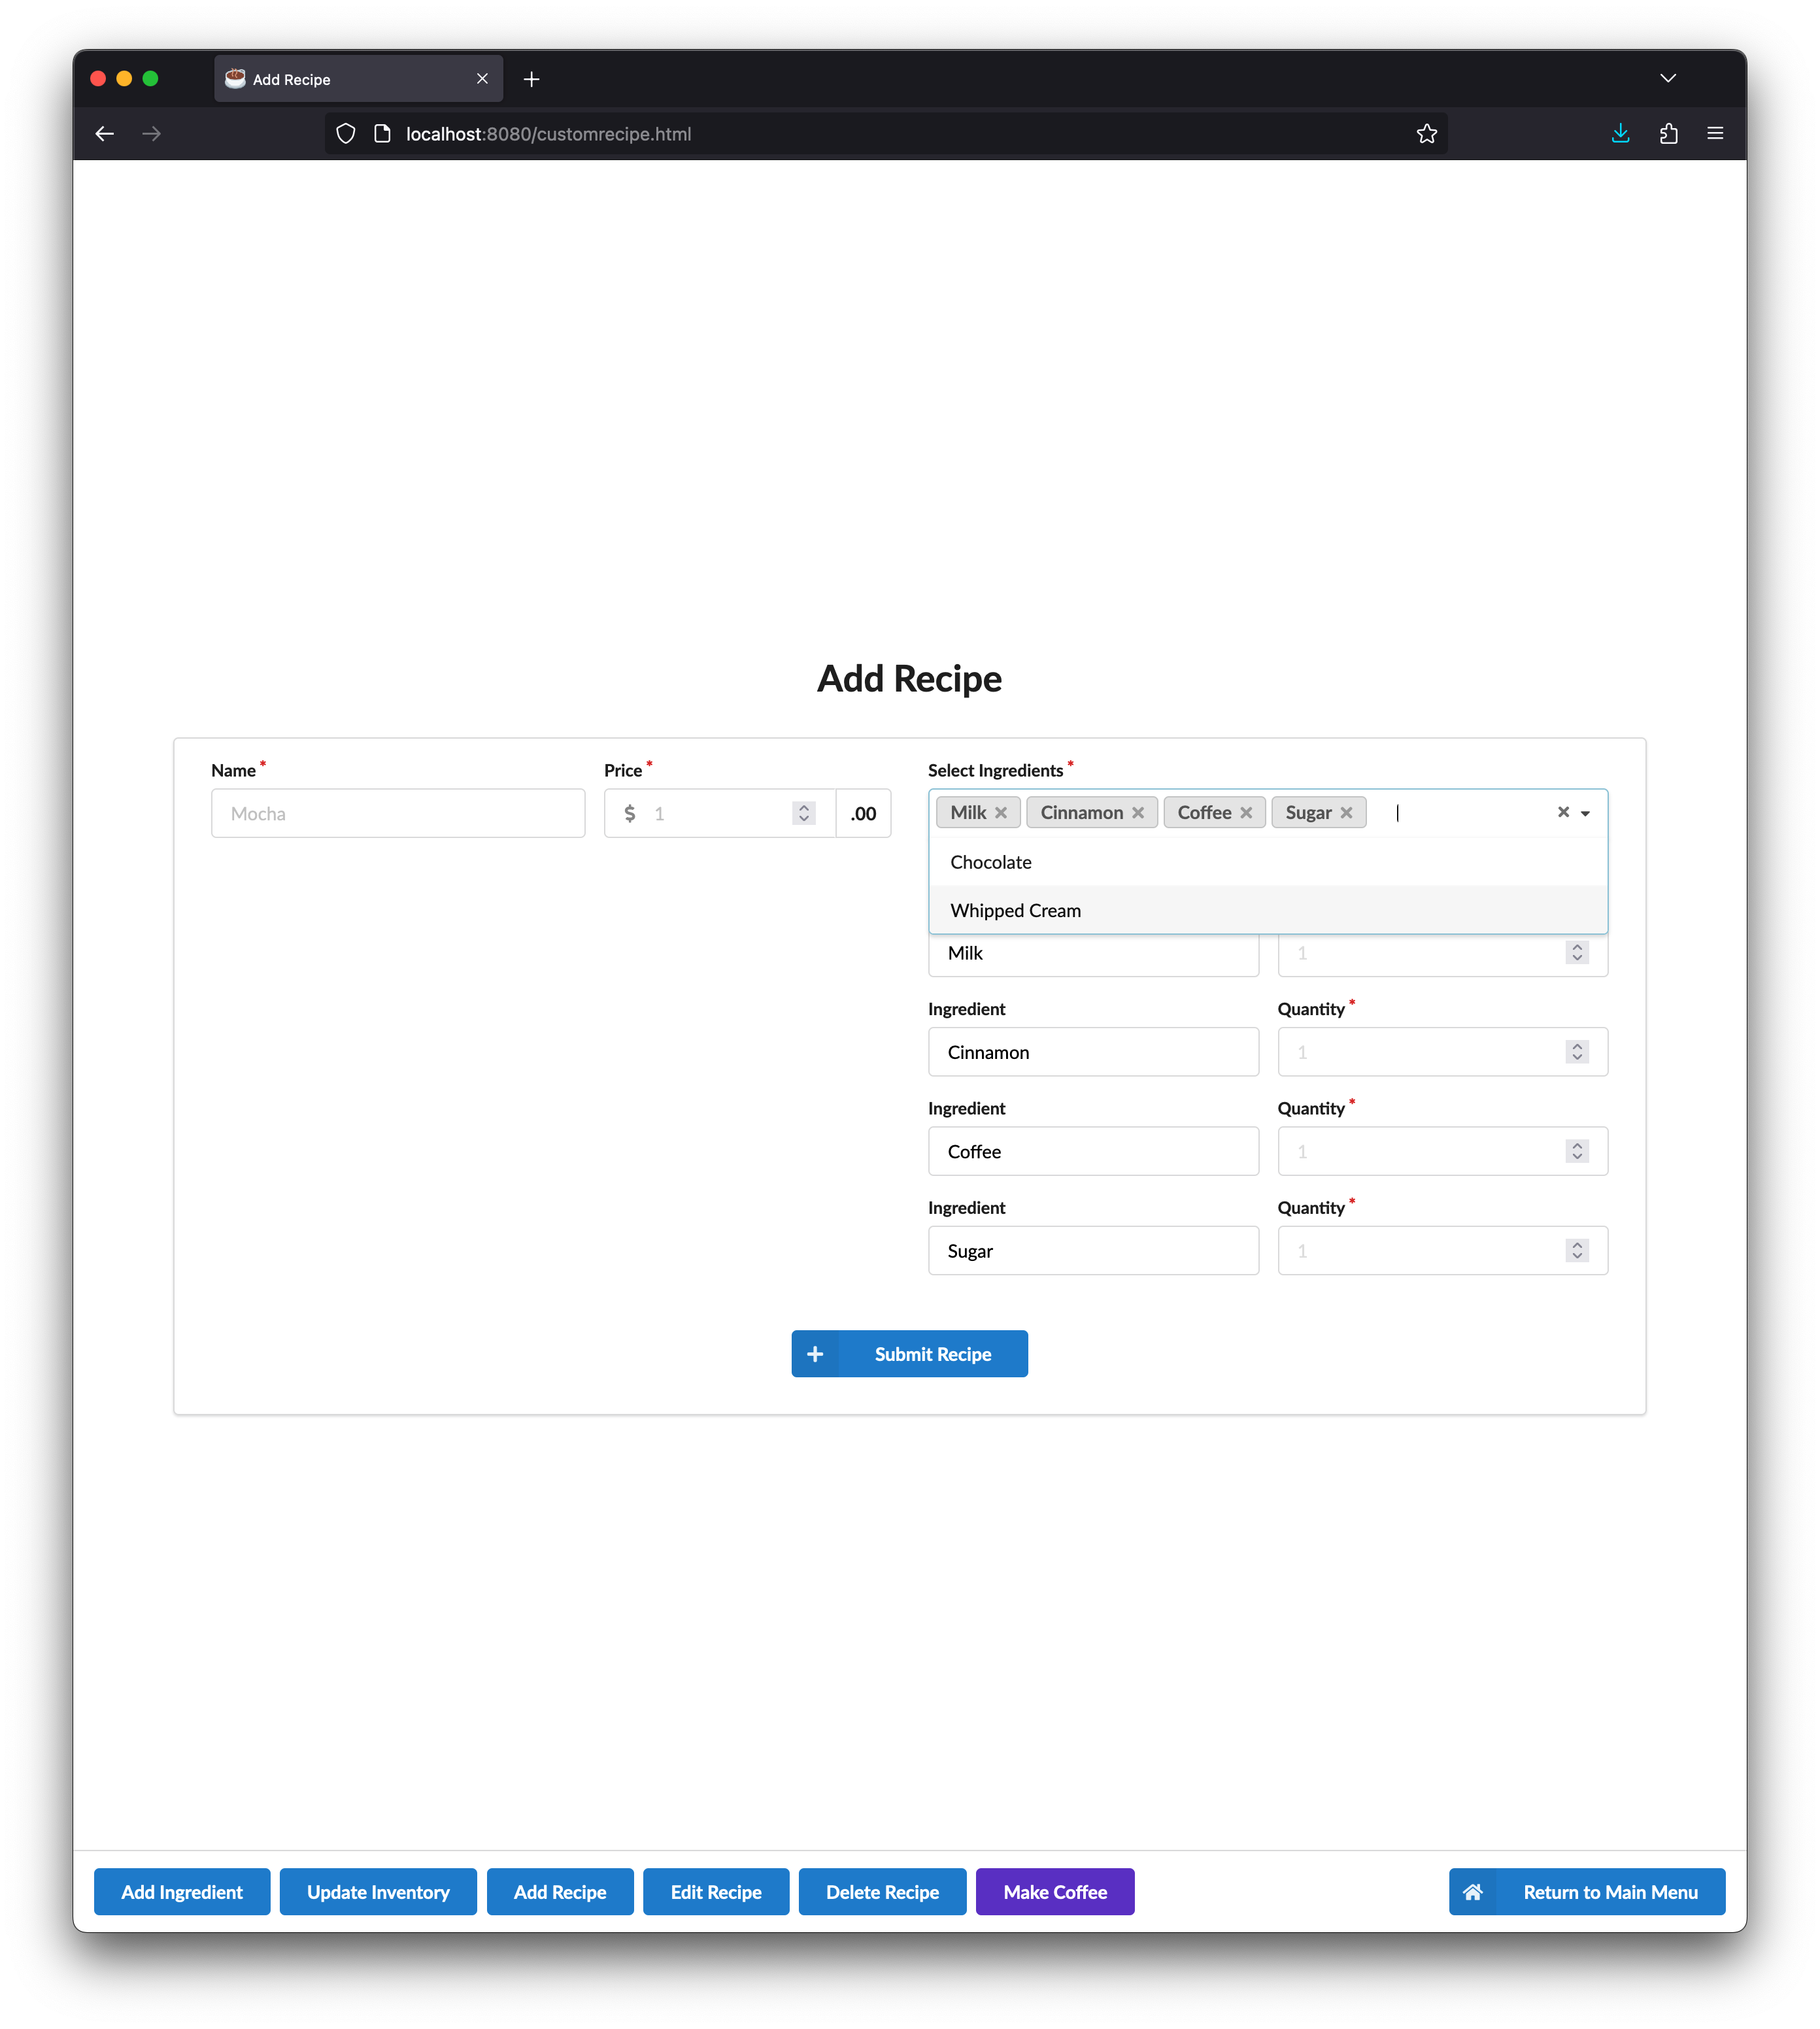 Add Recipe
localhost:8080/customrecipe.html
Add Recipe
Name *
Price *
Select Ingredients *
Mocha
$ 1 .00
Milk Cinnamon Coffee Sugar
Chocolate
Whipped Cream
Milk 1
Ingredient Quantity *
Cinnamon 1
Ingredient Quantity *
Coffee 1
Ingredient Quantity *
Sugar 1
Submit Recipe
Add Ingredient Update Inventory Add Recipe Edit Recipe Delete Recipe Make Coffee Return to Main Menu